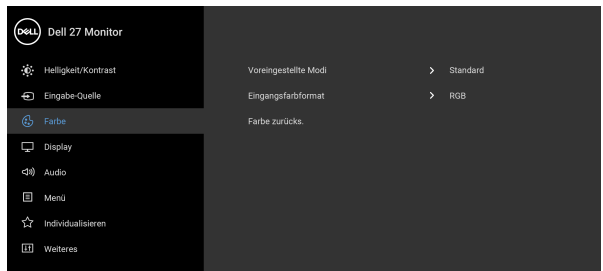 DELL Dell 27 Monitor
Helligkeit/Kontrast
Eingabe-Quelle
Farbe
Display
Audio
Menü
Individualisieren
Weiteres
Voreingestellte Modi > Standard
Eingangsfarbformat > RGB
Farbe zurücks.